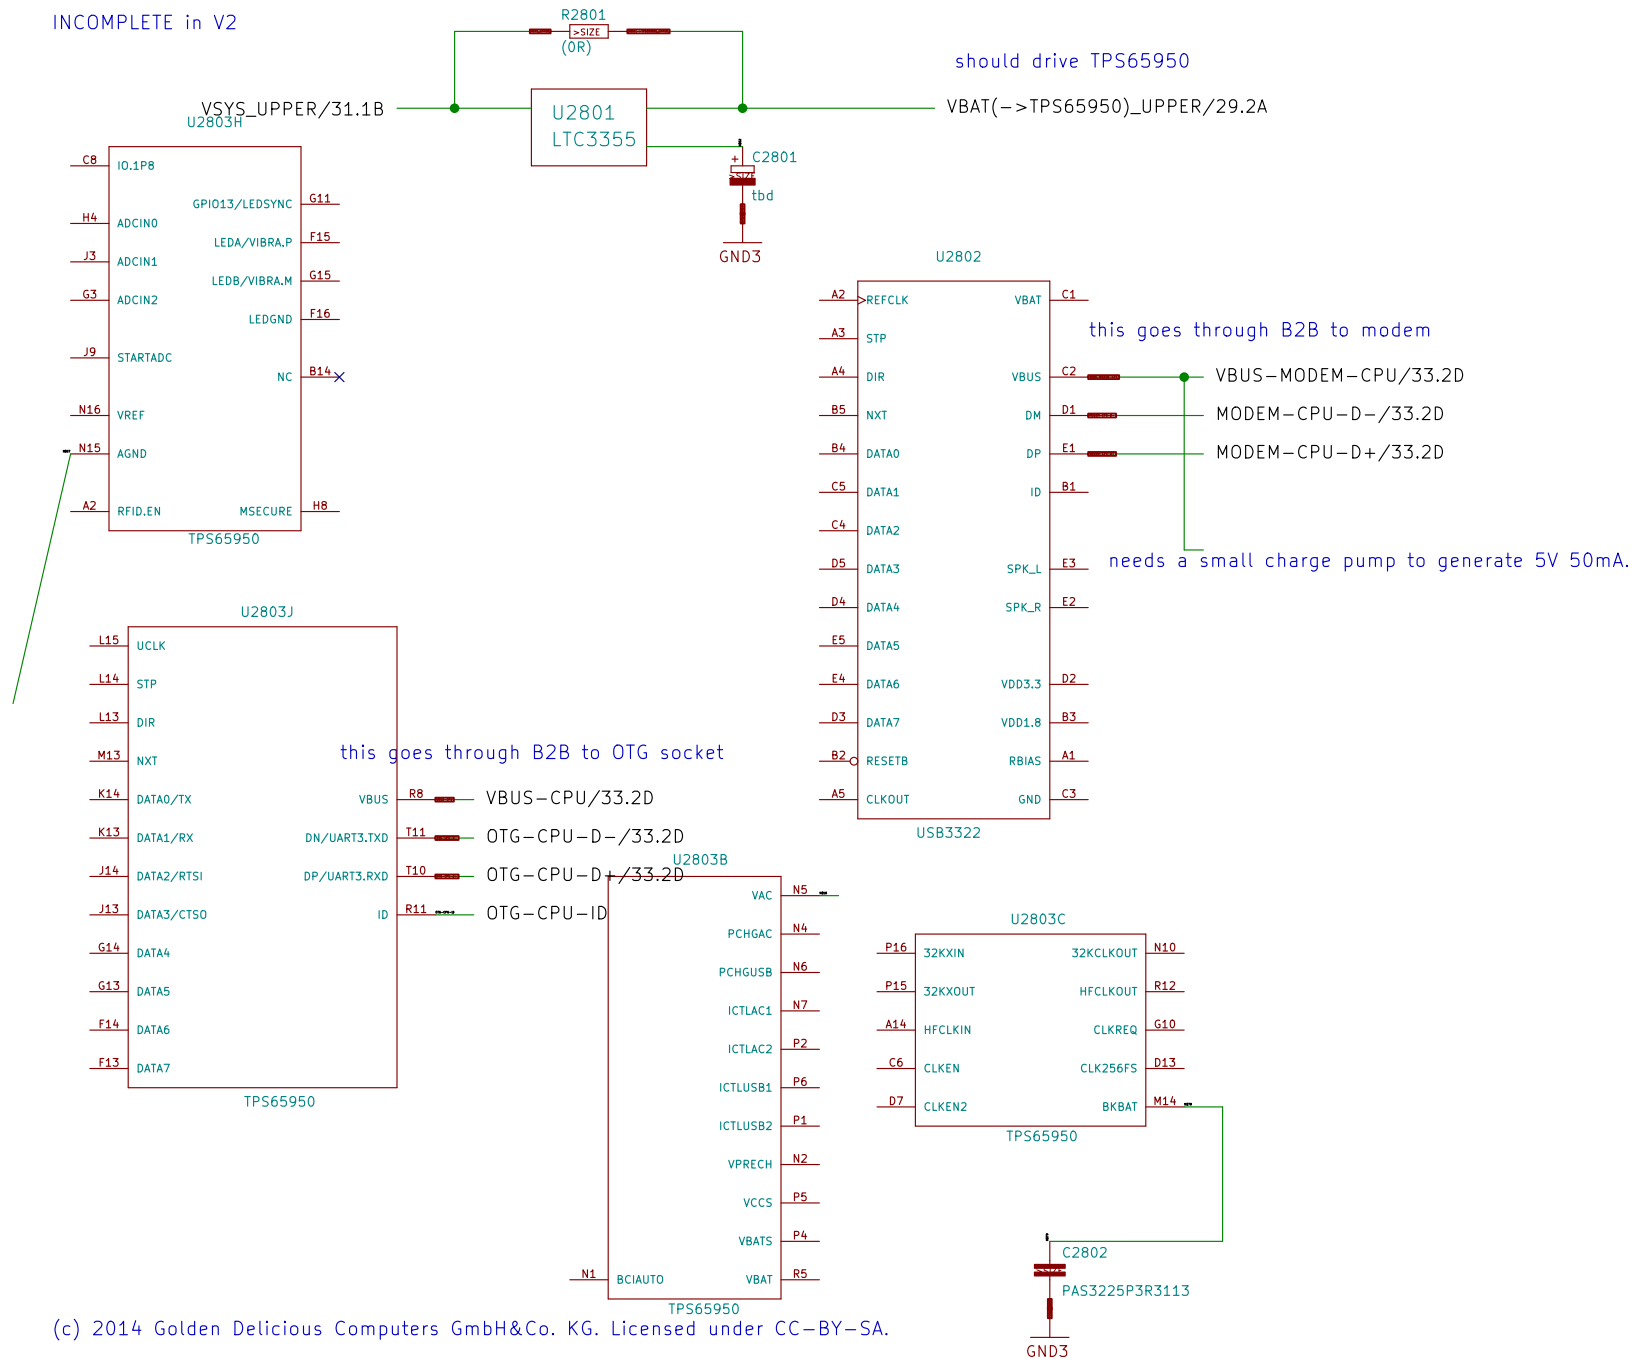 INCOMPLETE in V2
R2801
>SIZE
(0R)
should drive TPS65950
VSYS_UPPER/31.1B
U2801
LTC3355
VBAT(->TPS65950)_UPPER/29.2A
C2801
+
>SIZE
tbd
GND3
U2803H
C8 IO.1P8
GPIO13/LEDSYNC G11
H4 ADCIN0
LEDA/VIBRA.P F15
J3 ADCIN1
LEDB/VIBRA.M G15
G3 ADCIN2
LEDGND F16
J9 STARTADC
NC B14
N16 VREF
N15 AGND
A2 RFID.EN
MSECURE H8
TPS65950
U2802
A2 REFCLK VBAT C1
A3 STP
this goes through B2B to modem
A4 DIR VBUS C2 VBUS-MODEM-CPU/33.2D
B5 NXT DM D1 MODEM-CPU-D-/33.2D
B4 DATA0 DP E1 MODEM-CPU-D+/33.2D
C5 DATA1 ID B1
C4 DATA2
needs a small charge pump to generate 5V 50mA.
D5 DATA3 SPK_L E3
D4 DATA4 SPK_R E2
E5 DATA5
E4 DATA6 VDD3.3 D2
D3 DATA7 VDD1.8 B3
B2 RESETB RBIAS A1
A5 CLKOUT GND C3
USB3322
U2803J
L15 UCLK
L14 STP
L13 DIR
this goes through B2B to OTG socket
M13 NXT
K14 DATA0/TX VBUS R8 VBUS-CPU/33.2D
K13 DATA1/RX DN/UART3.TXD T11 OTG-CPU-D-/33.2D
J14 DATA2/RTSI DP/UART3.RXD T10 OTG-CPU-D+/33.2D
J13 DATA3/CTSO ID R11 OTG-CPU-ID
G14 DATA4
G13 DATA5
F14 DATA6
F13 DATA7
TPS65950
U2803B
VAC N5
PCHGAC N4
PCHGUSB N6
ICTLAC1 N7
ICTLAC2 P2
ICTLUSB1 P6
ICTLUSB2 P1
VPRECH N2
VCCS P5
VBATS P4
N1 BCIAUTO VBAT R5
TPS65950
U2803C
P16 32KXIN 32KCLKOUT N10
P15 32KXOUT HFCLKOUT R12
A14 HFCLKIN CLKREQ G10
C6 CLKEN CLK256FS D13
D7 CLKEN2 BKBAT M14
TPS65950
C2802
PAS3225P3R3113
GND3
(c) 2014 Golden Delicious Computers GmbH&Co. KG. Licensed under CC-BY-SA.